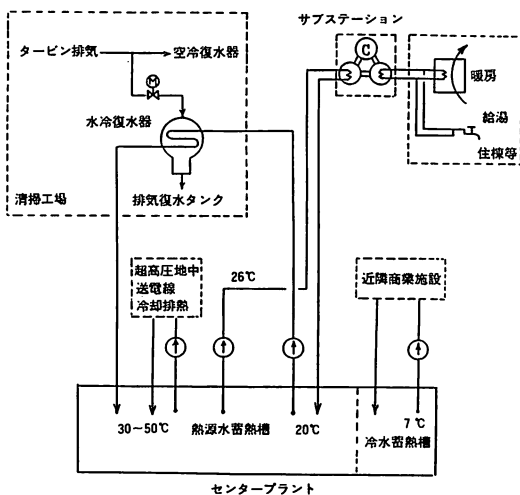 サブステーション
タービン排気
空冷復水器
C
暖房
M
水冷復水器
給湯
住棟等
清掃工場
排気復水タンク
超高圧地中
送電線
冷却排熱
26℃
近隣商業施設
30〜50℃
熱源水蓄熱槽
20℃
7℃
冷水蓄熱槽
センタープラント